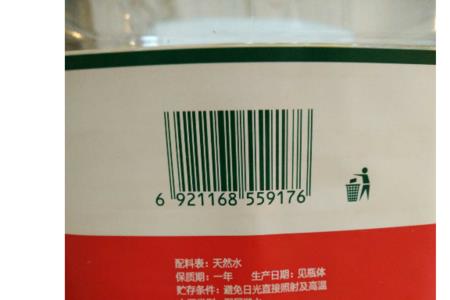 6 921168 559176
配料表：天然水
保质期：一年 生产日期：见瓶体
贮存条件：避免日光直接照射及高温